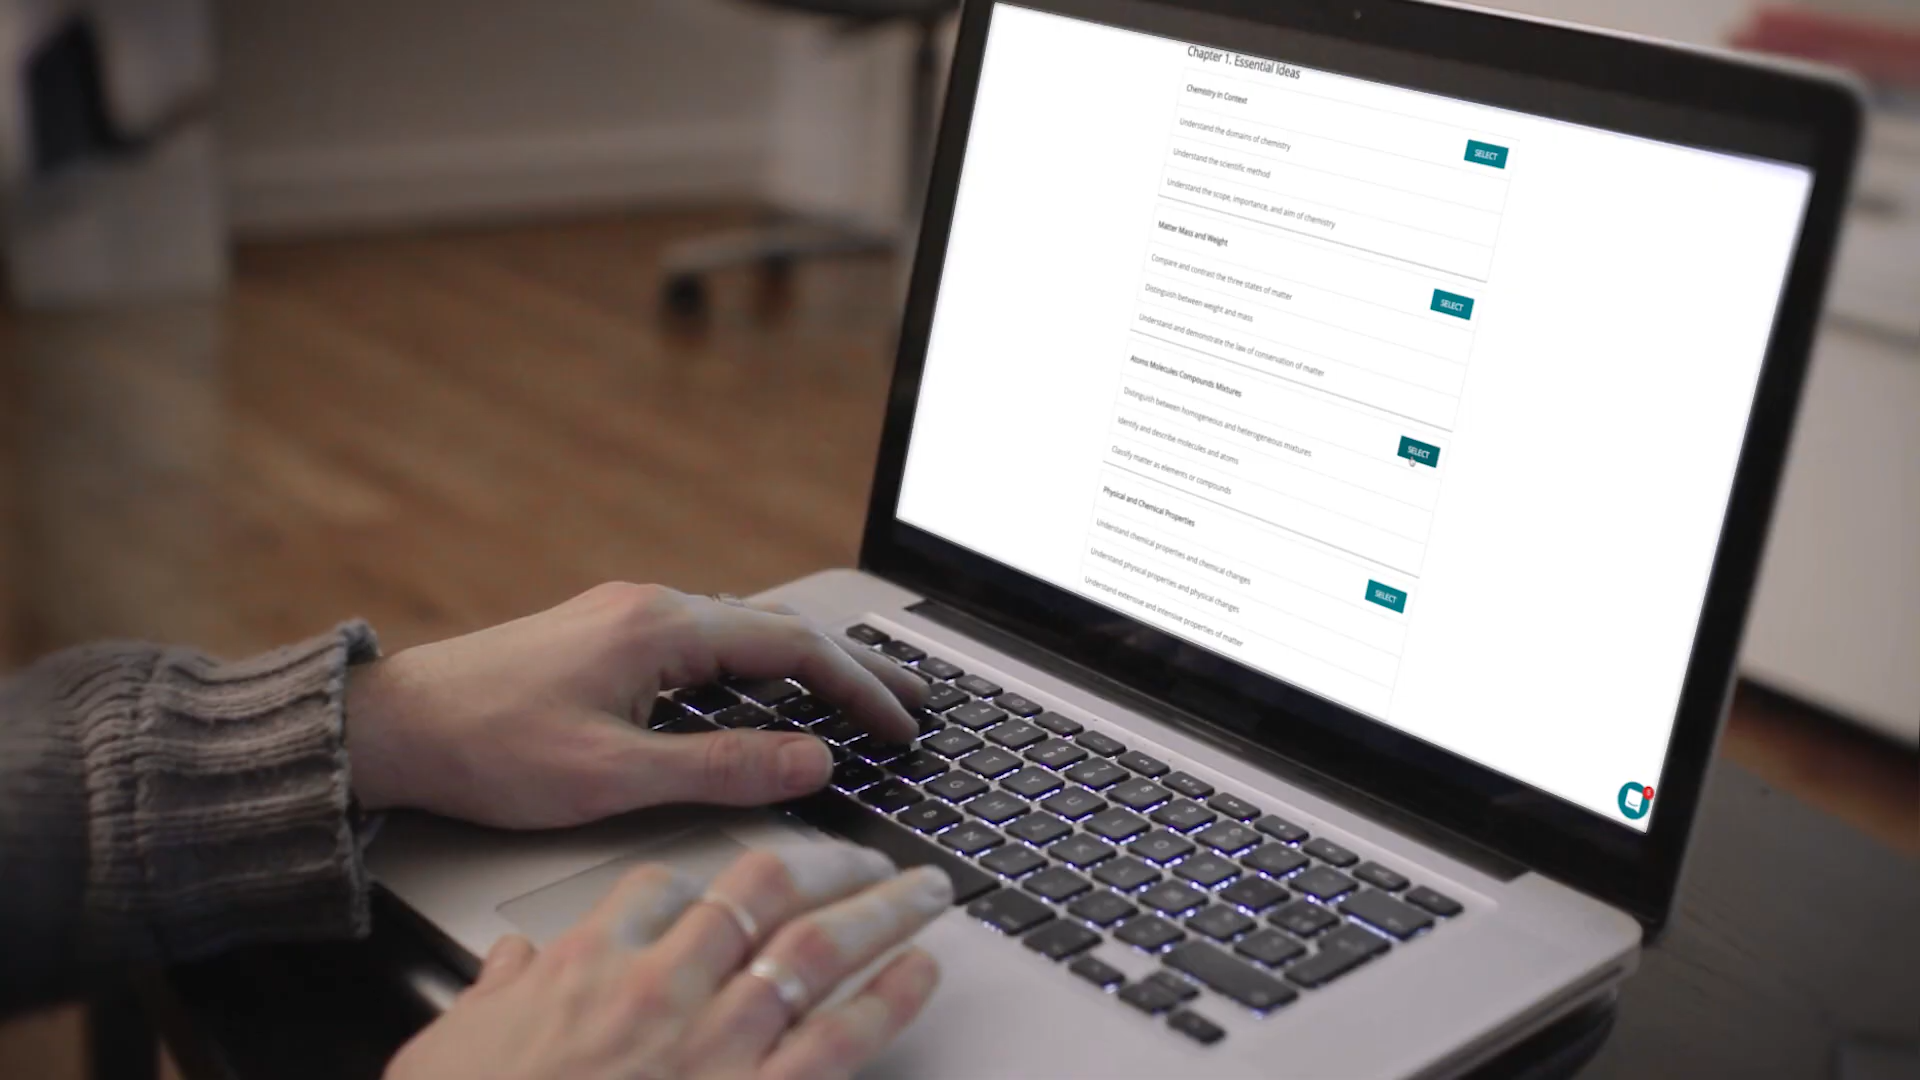 Chapter 1. Essential Ideas
Chemistry in Context
SELECT
Understand the domains of chemistry
Understand the scientific method
Understand the scope, importance, and aim of chemistry
Matter Mass and Weight
SELECT
Compare and contrast the three states of matter
Distinguish between weight and mass
Understand and demonstrate the law of conservation of matter
Atoms Molecules Compounds Mixtures
SELECT
Distinguish between homogeneous and heterogeneous mixtures
Identify and describe molecules and atoms
Classify matter as elements or compounds
Physical and Chemical Properties
SELECT
Understand chemical properties and chemical changes
Understand physical properties and physical changes
Understand extensive and intensive properties of matter